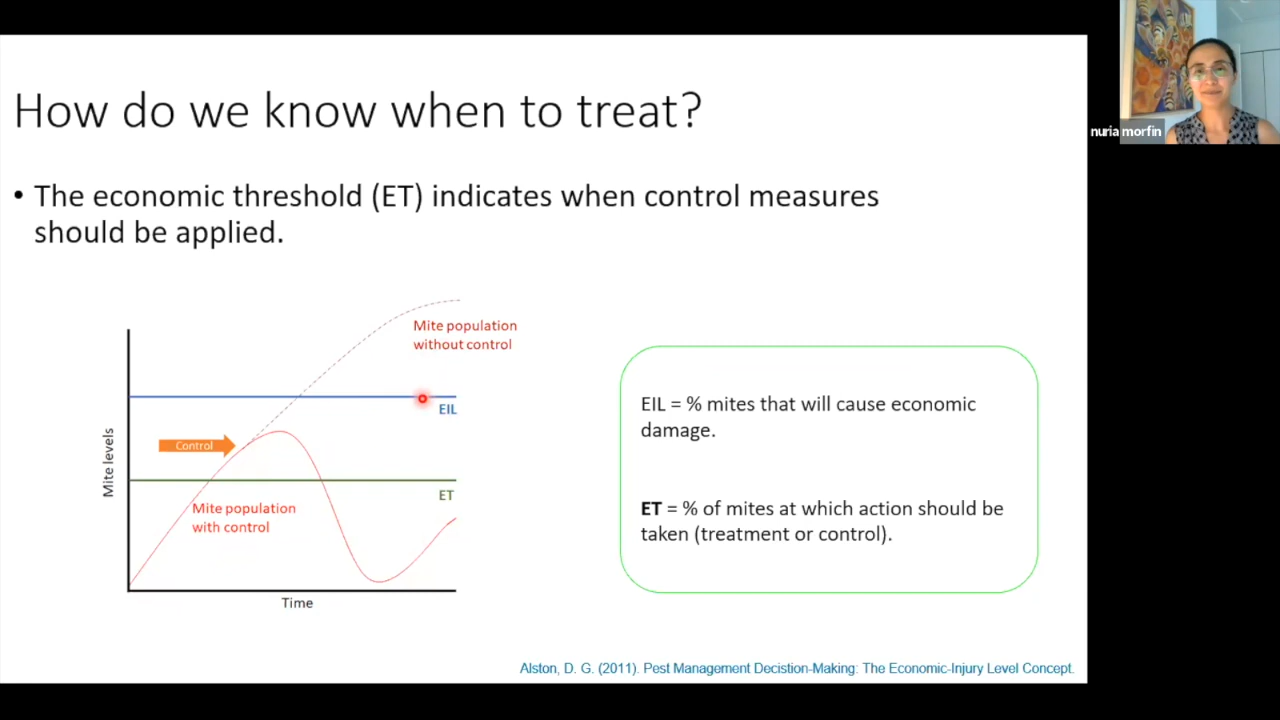 How do we know when to treat?
nuria morfin
• The economic threshold (ET) indicates when control measures
should be applied.
Mite population
without control
EIL
Control
Mite levels
ET
Mite population
with control
Time
EIL = % mites that will cause economic
damage.
ET = % of mites at which action should be
taken (treatment or control).
Alston, D. G. (2011). Pest Management Decistion-Making: The Economic-Injury Level Concept.